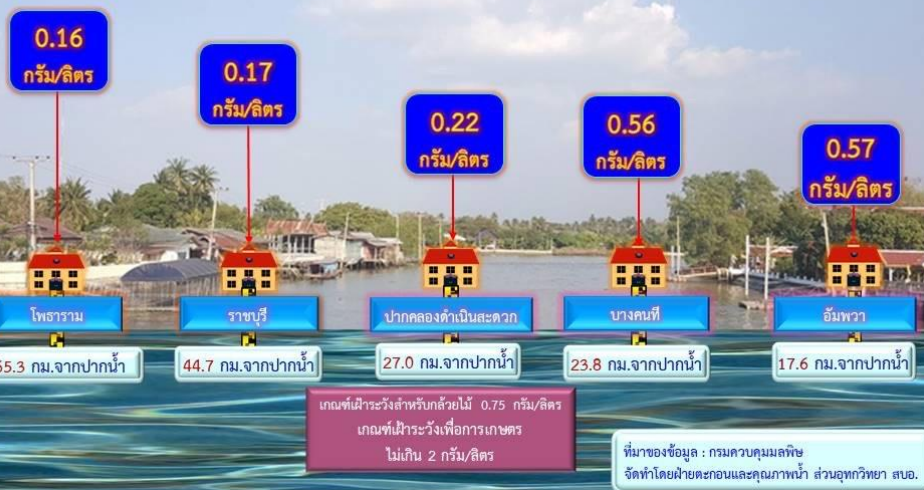 0.16
กรัม/ลิตร
0.17
กรัม/ลิตร
0.22
กรัม/ลิตร
0.56
กรัม/ลิตร
0.57
กรัม/ลิตร
โพธาราม
ราชบุรี
ปากคลองดำเนินสะดวก
บางคนที
อัมพวา
55.3 กม.จากปากน้ำ
44.7 กม.จากปากน้ำ
27.0 กม.จากปากน้ำ
23.8 กม.จากปากน้ำ
17.6 กม.จากปากน้ำ
เกณฑ์เฝ้าระวังสำหรับกล้วยไม้ 0.75 กรัม/ลิตร
เกณฑ์เฝ้าระวังเพื่อการเกษตร
ไม่เกิน 2 กรัม/ลิตร
ที่มาของข้อมูล : กรมควบคุมมลพิษ
จัดทำโดยฝ่ายตะกอนและคุณภาพน้ำ ส่วนอุทกวิทยา สบอ.